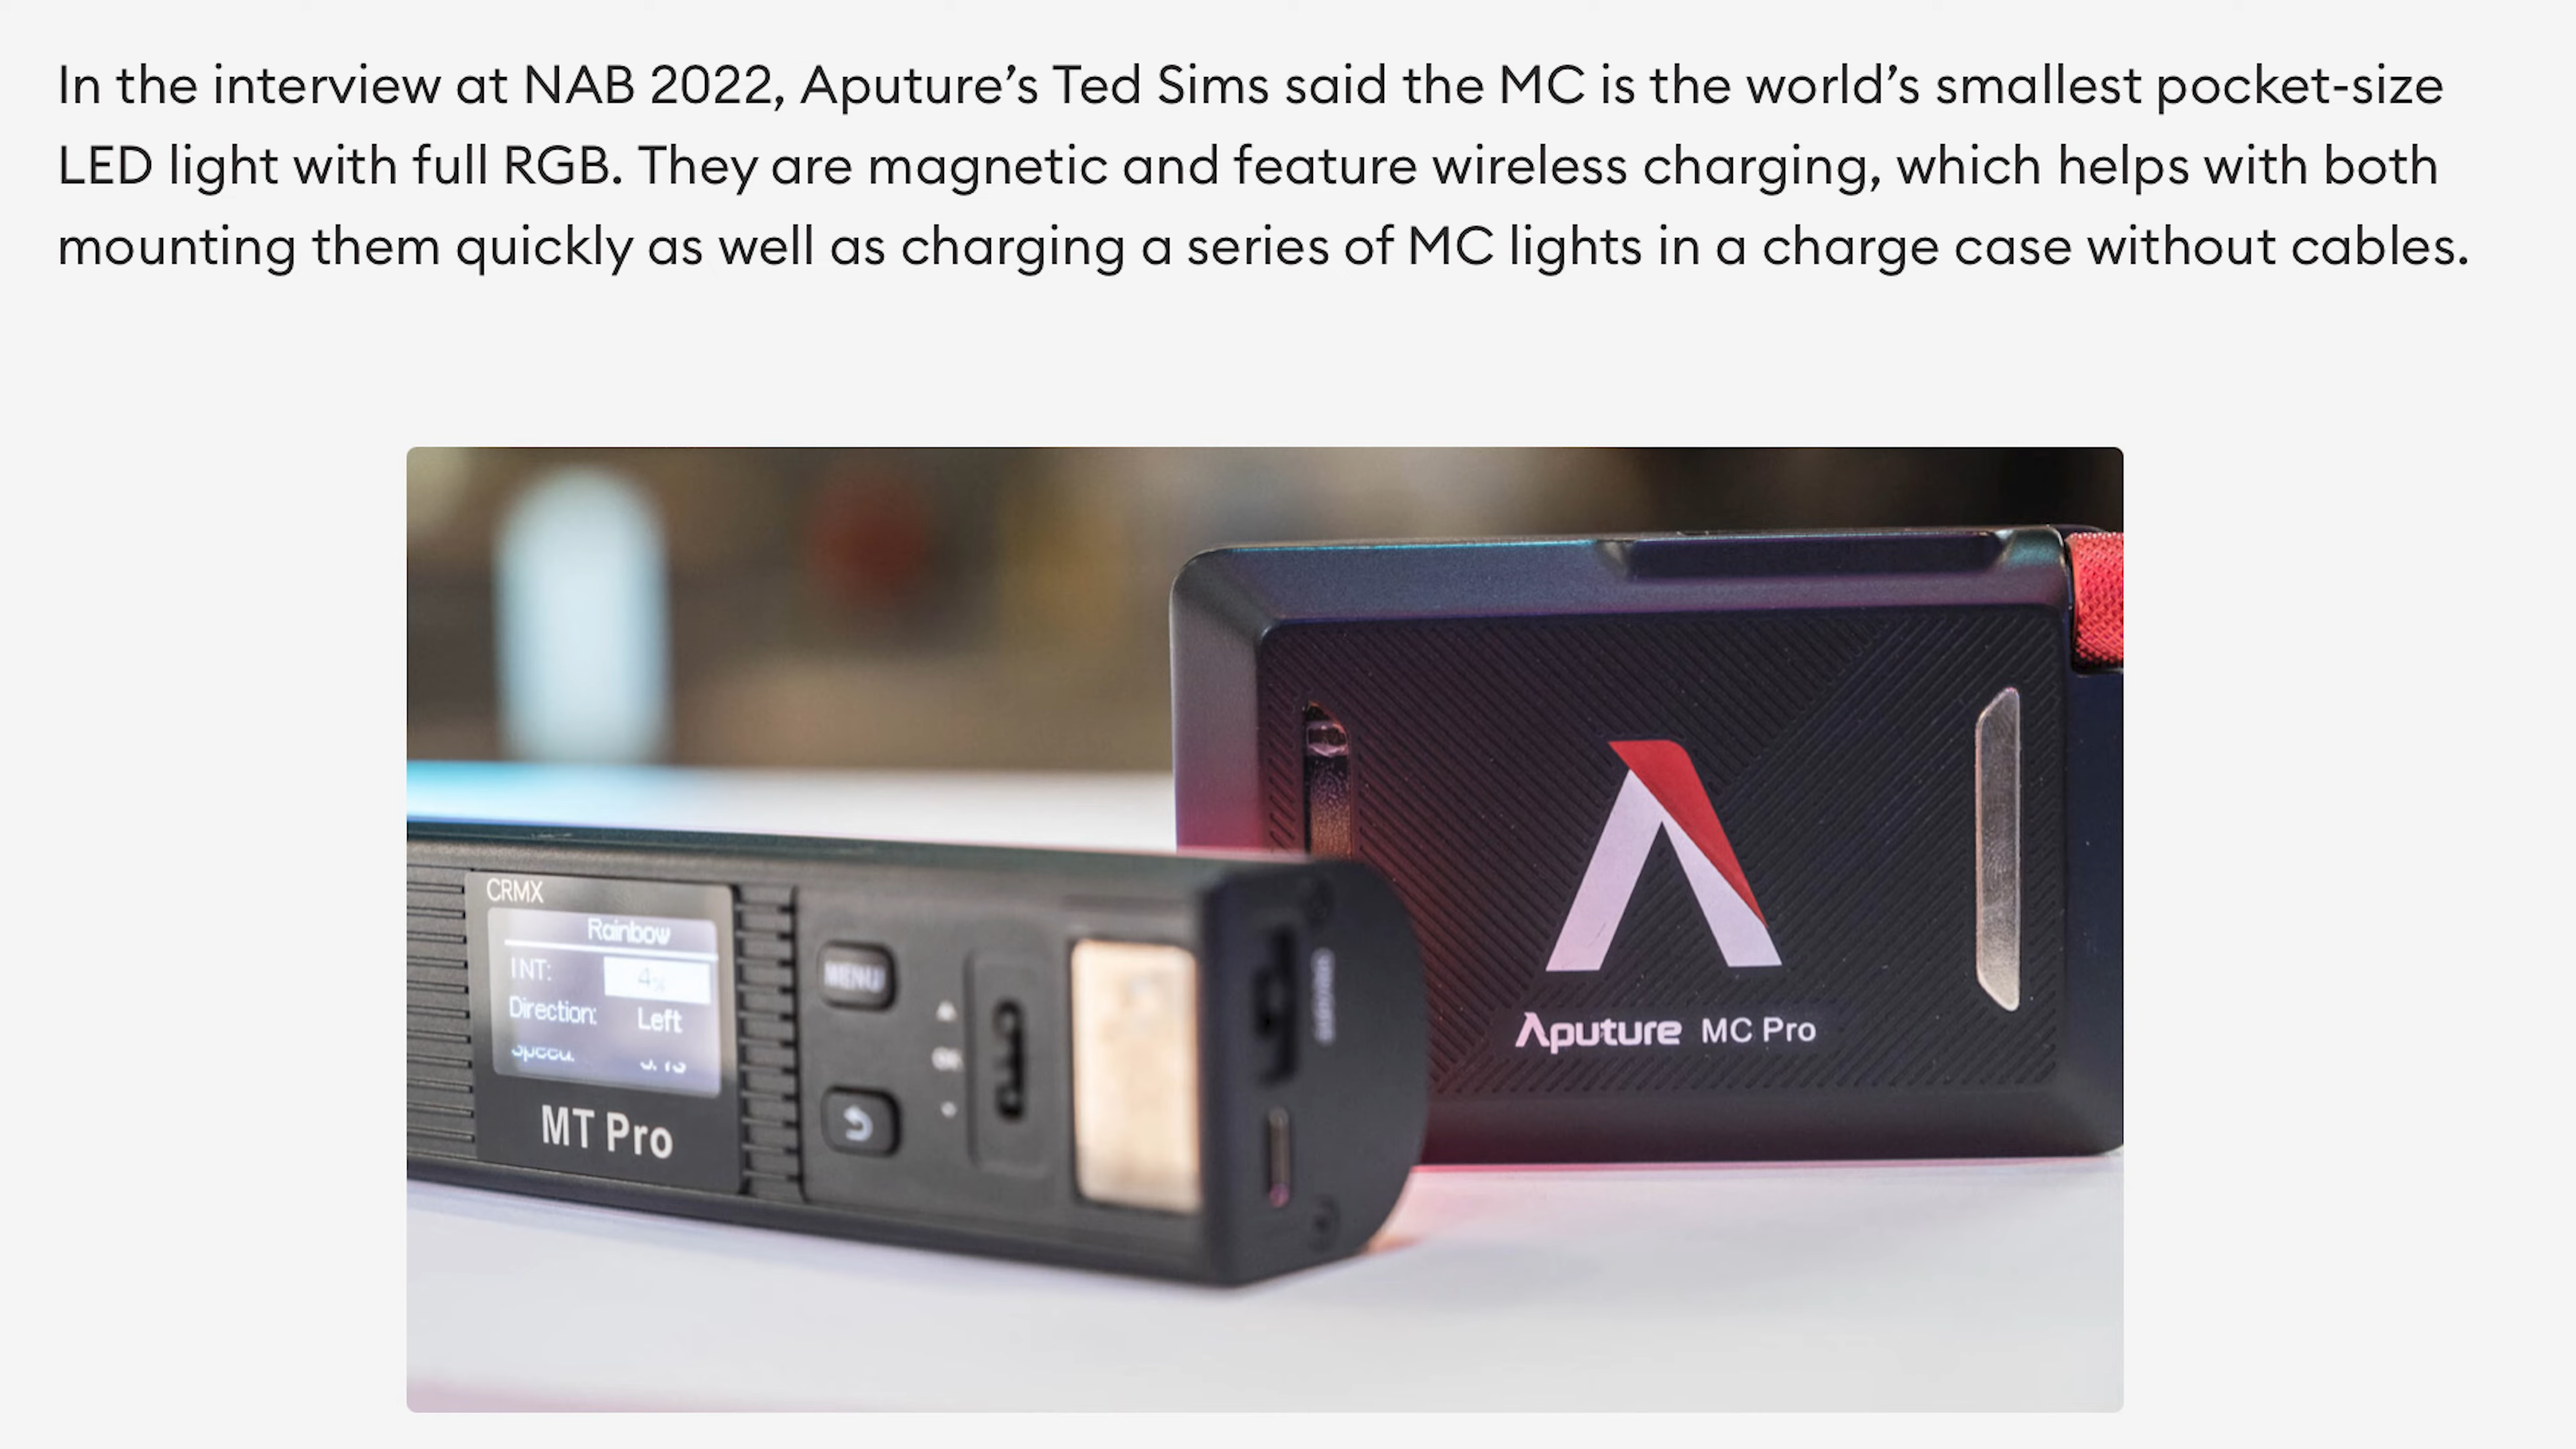 In the interview at NAB 2022, Aputure’s Ted Sims said the MC is the world’s smallest pocket-size
LED light with full RGB. They are magnetic and feature wireless charging, which helps with both
mounting them quickly as well as charging a series of MC lights in a charge case without cables.
CRMX
Rainbow
INT: 4%
Direction: Left
MT Pro
MENU
Aputure MC Pro